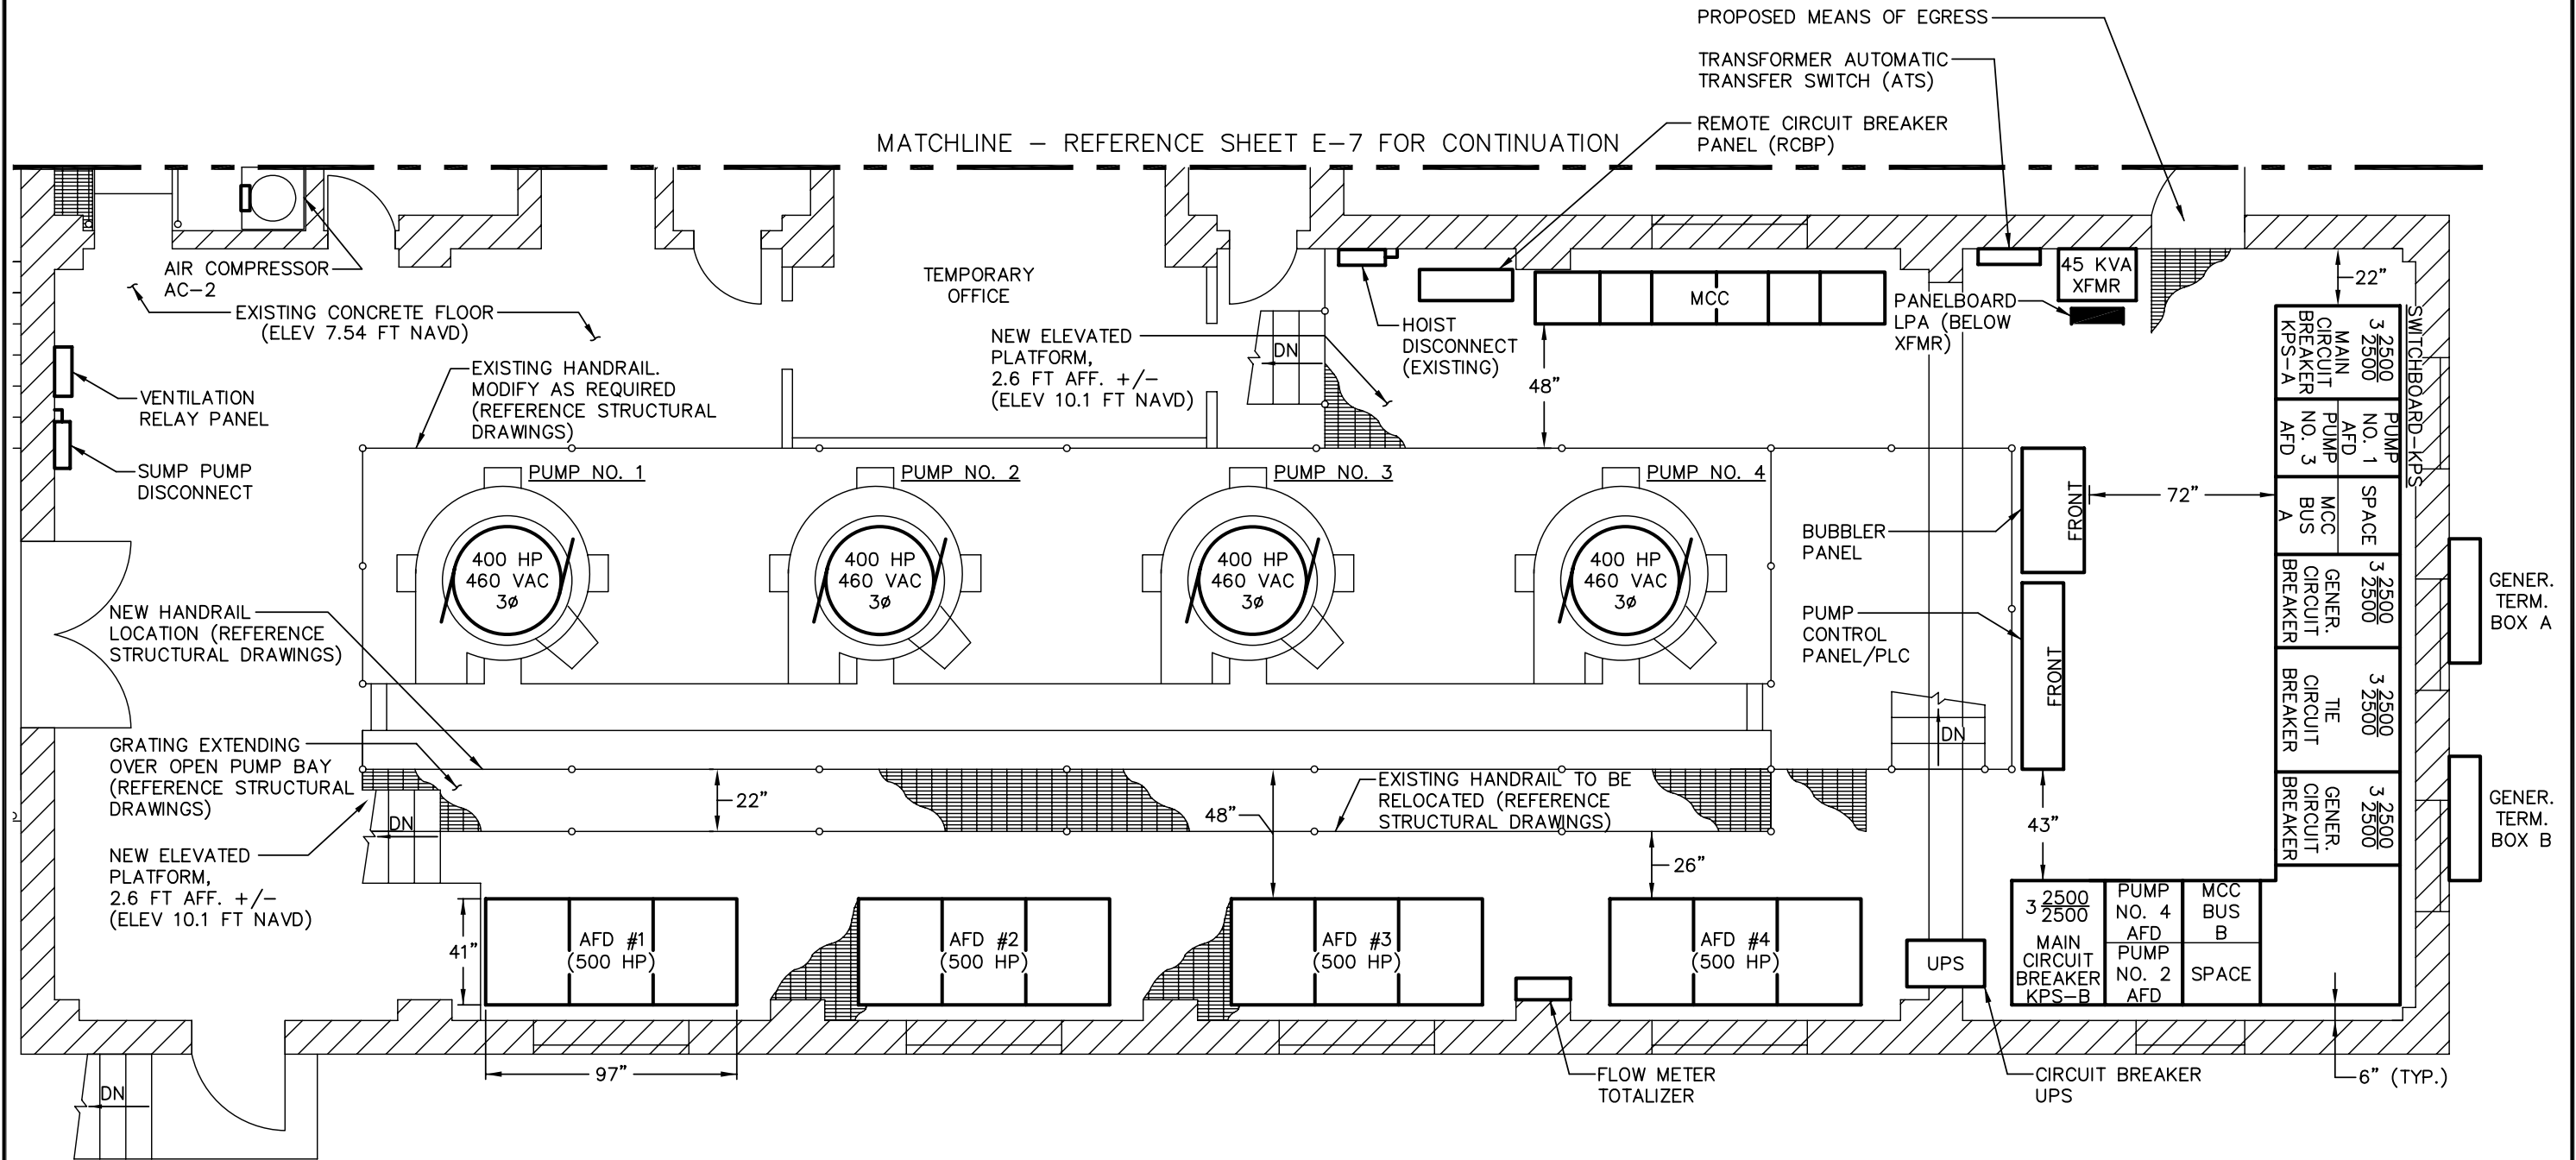 PROPOSED MEANS OF EGRESS
TRANSFORMER AUTOMATIC
TRANSFER SWITCH (ATS)
REMOTE CIRCUIT BREAKER
PANEL (RCBP)
MATCHLINE – REFERENCE SHEET E–7 FOR CONTINUATION
AIR COMPRESSOR
AC–2
EXISTING CONCRETE FLOOR
(ELEV 7.54 FT NAVD)
TEMPORARY
OFFICE
NEW ELEVATED
PLATFORM,
2.6 FT AFF. +/–
(ELEV 10.1 FT NAVD)
DN
HOIST
DISCONNECT
(EXISTING)
MCC
48"
45 KVA
XFMR
PANELBOARD
LPA (BELOW
XFMR)
22"
SWITCHBOARD–KPS
3 2500
2500
MAIN
CIRCUIT
BREAKER
KPS–A
PUMP
NO. 1
AFD
PUMP
NO. 3
AFD
SPACE
MCC
BUS
A
3 2500
2500
GENER.
CIRCUIT
BREAKER
3 2500
2500
TIE
CIRCUIT
BREAKER
3 2500
2500
GENER.
CIRCUIT
BREAKER
EXISTING HANDRAIL.
MODIFY AS REQUIRED
(REFERENCE STRUCTURAL
DRAWINGS)
VENTILATION
RELAY PANEL
SUMP PUMP
DISCONNECT
PUMP NO. 1
PUMP NO. 2
PUMP NO. 3
PUMP NO. 4
400 HP
460 VAC
3ø
400 HP
460 VAC
3ø
400 HP
460 VAC
3ø
400 HP
460 VAC
3ø
BUBBLER
PANEL
FRONT
72"
PUMP
CONTROL
PANEL/PLC
FRONT
GENER.
TERM.
BOX A
GENER.
TERM.
BOX B
NEW HANDRAIL
LOCATION (REFERENCE
STRUCTURAL DRAWINGS)
GRATING EXTENDING
OVER OPEN PUMP BAY
(REFERENCE STRUCTURAL
DRAWINGS)
DN
NEW ELEVATED
PLATFORM,
2.6 FT AFF. +/–
(ELEV 10.1 FT NAVD)
22"
48"
EXISTING HANDRAIL TO BE
RELOCATED (REFERENCE
STRUCTURAL DRAWINGS)
26"
DN
43"
41"
AFD #1
(500 HP)
AFD #2
(500 HP)
AFD #3
(500 HP)
AFD #4
(500 HP)
UPS
3 2500
2500
MAIN
CIRCUIT
BREAKER
KPS–B
PUMP
NO. 4
AFD
PUMP
NO. 2
AFD
MCC
BUS
B
SPACE
97"
DN
FLOW METER
TOTALIZER
CIRCUIT BREAKER
UPS
6" (TYP.)